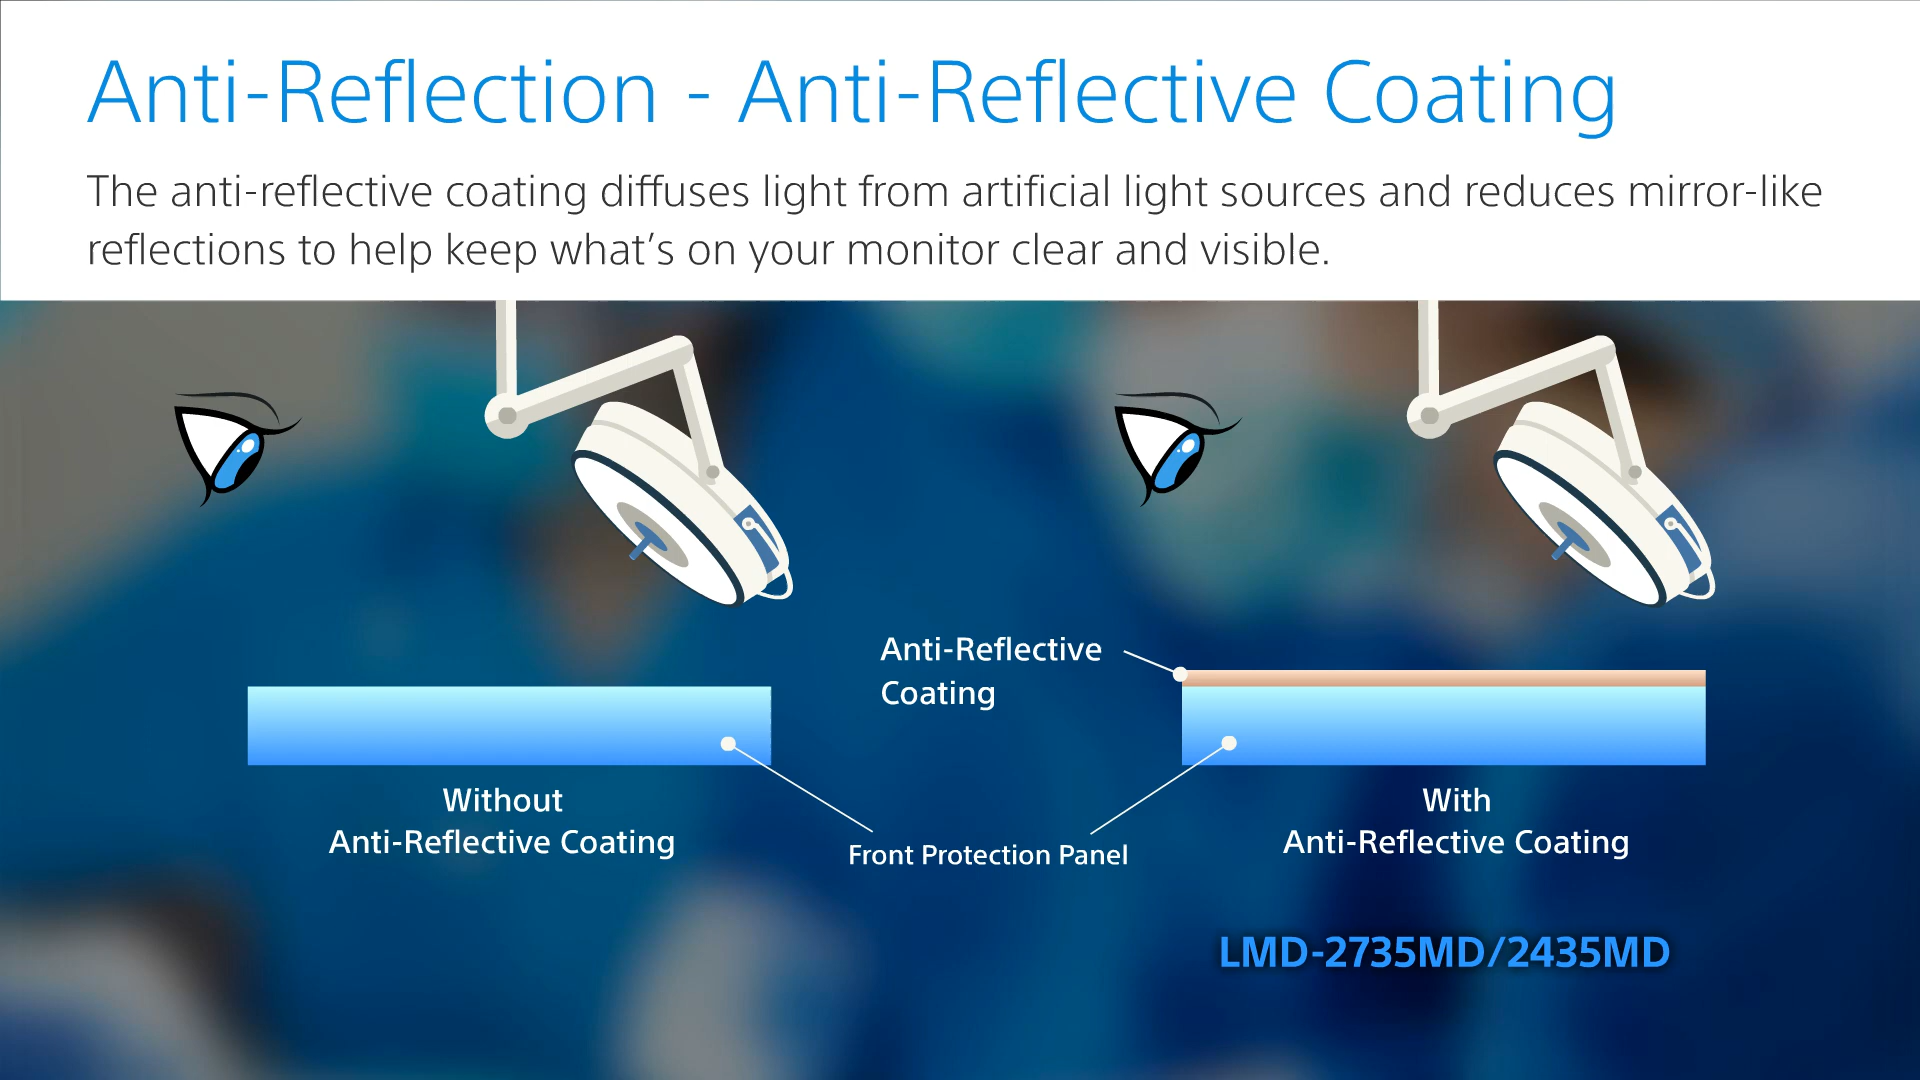 Anti-Reflection - Anti-Reflective Coating
The anti-reflective coating diffuses light from artificial light sources and reduces mirror-like
reflections to help keep what’s on your monitor clear and visible.
Anti-Reflective
Coating
Without
Anti-Reflective Coating
Front Protection Panel
With
Anti-Reflective Coating
LMD-2735MD/2435MD